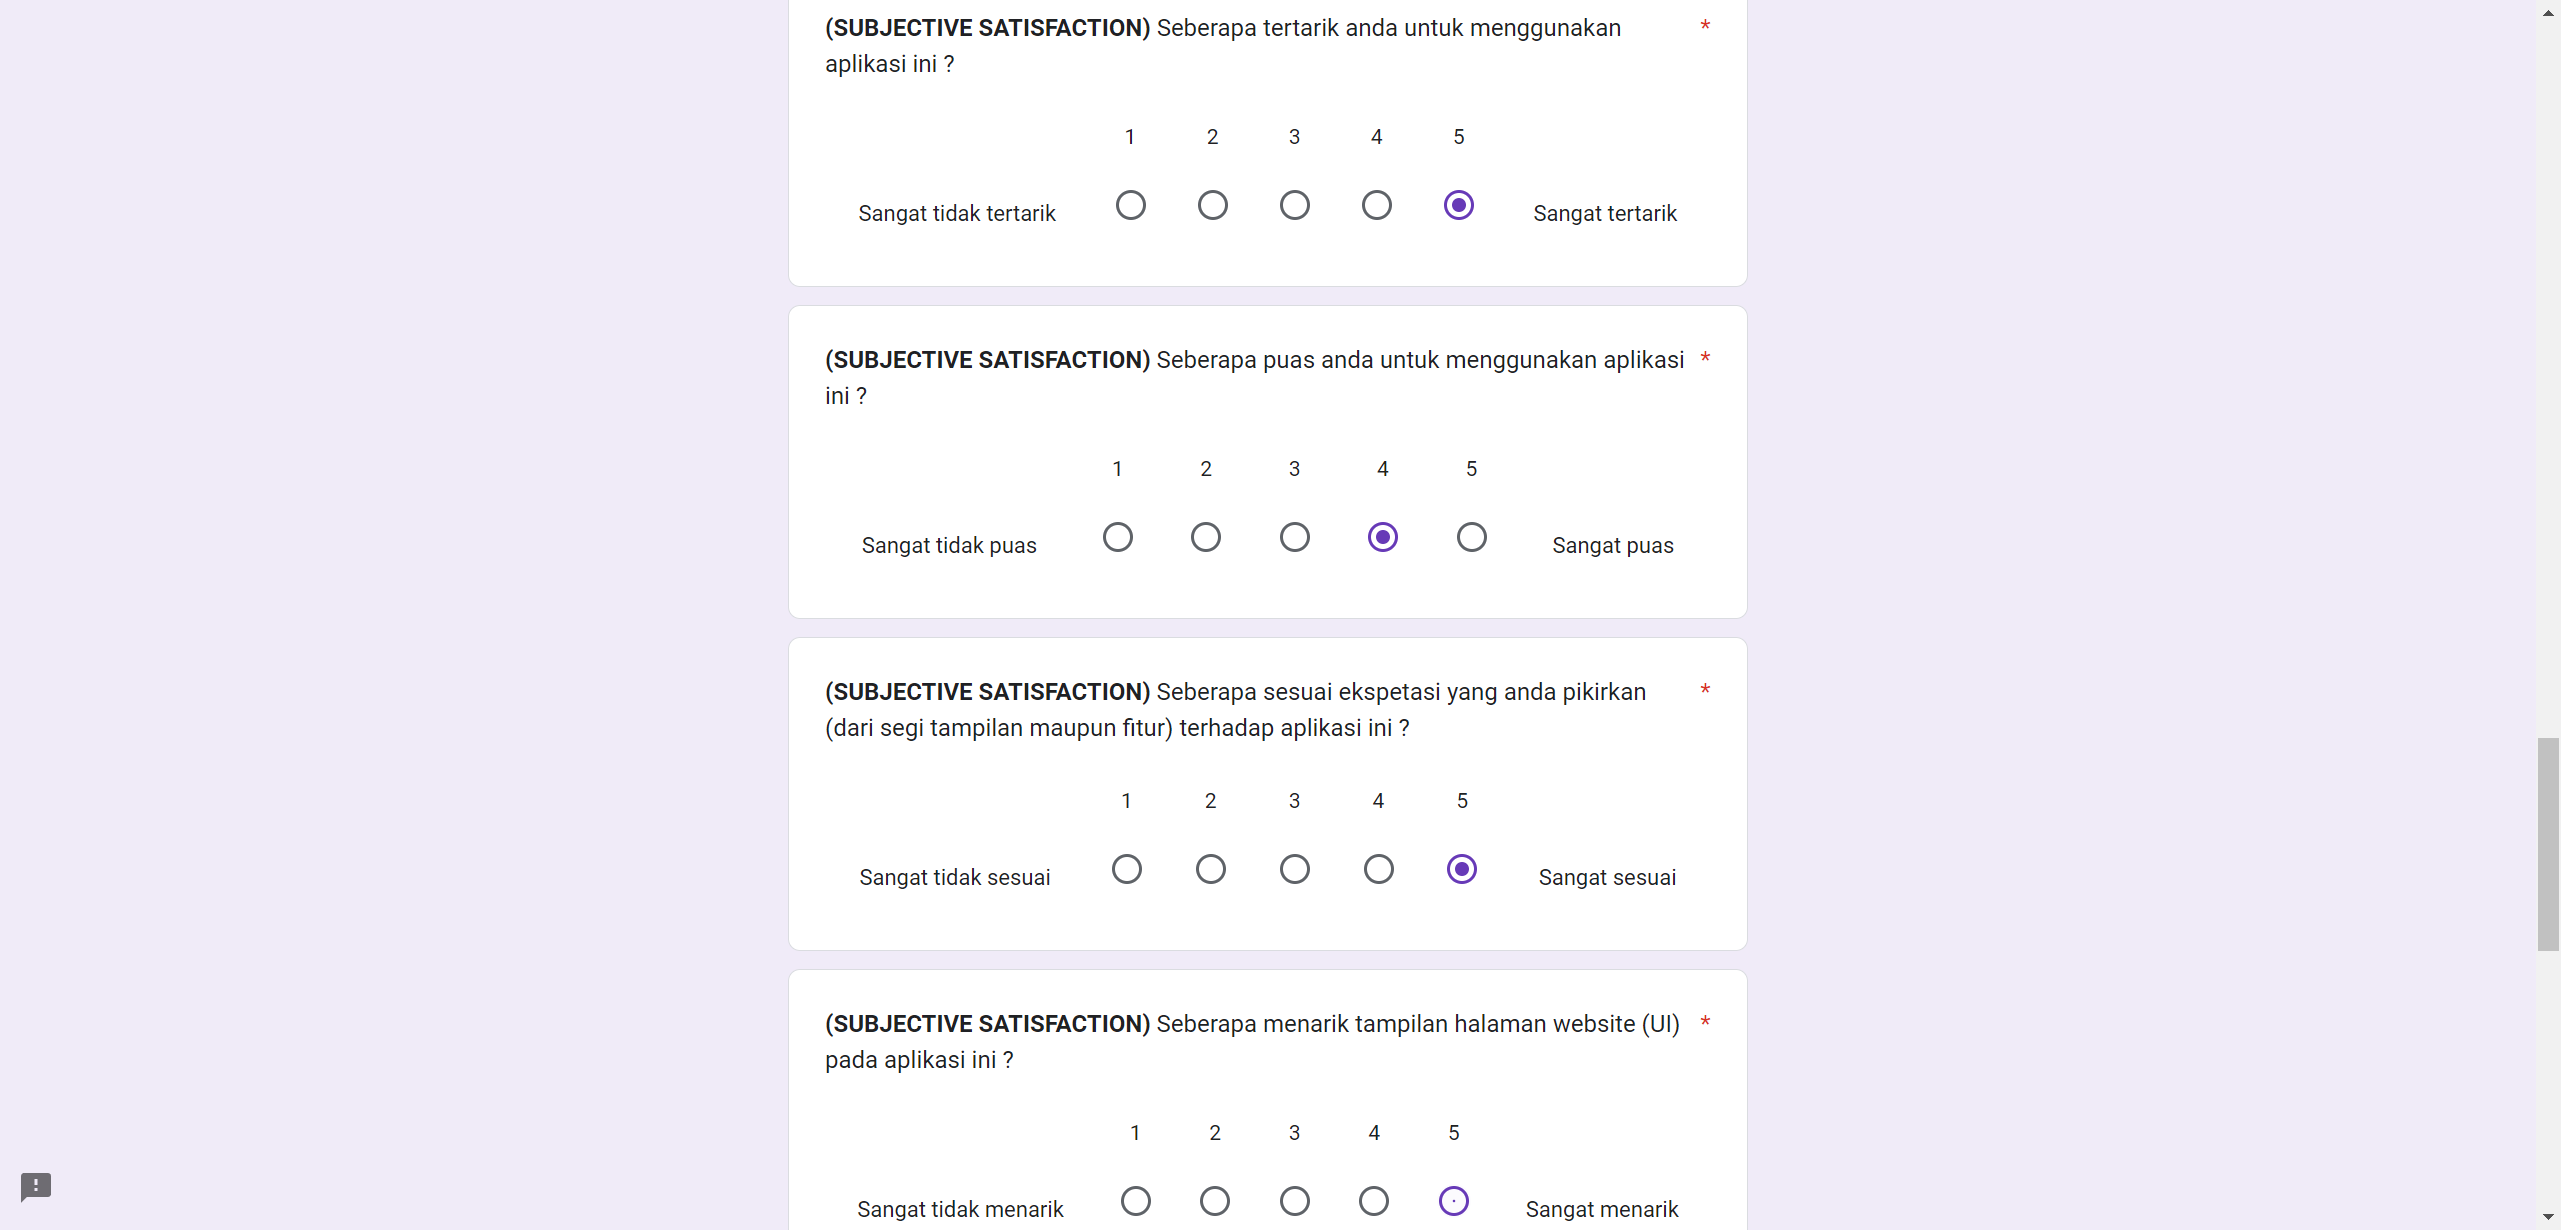 (SUBJECTIVE SATISFACTION) Seberapa tertarik anda untuk menggunakan *
aplikasi ini ?
1 2 3 4 5
Sangat tidak tertarik Sangat tertarik
(SUBJECTIVE SATISFACTION) Seberapa puas anda untuk menggunakan aplikasi *
ini ?
1 2 3 4 5
Sangat tidak puas Sangat puas
(SUBJECTIVE SATISFACTION) Seberapa sesuai ekspetasi yang anda pikirkan *
(dari segi tampilan maupun fitur) terhadap aplikasi ini ?
1 2 3 4 5
Sangat tidak sesuai Sangat sesuai
(SUBJECTIVE SATISFACTION) Seberapa menarik tampilan halaman website (UI) *
pada aplikasi ini ?
1 2 3 4 5
Sangat tidak menarik Sangat menarik